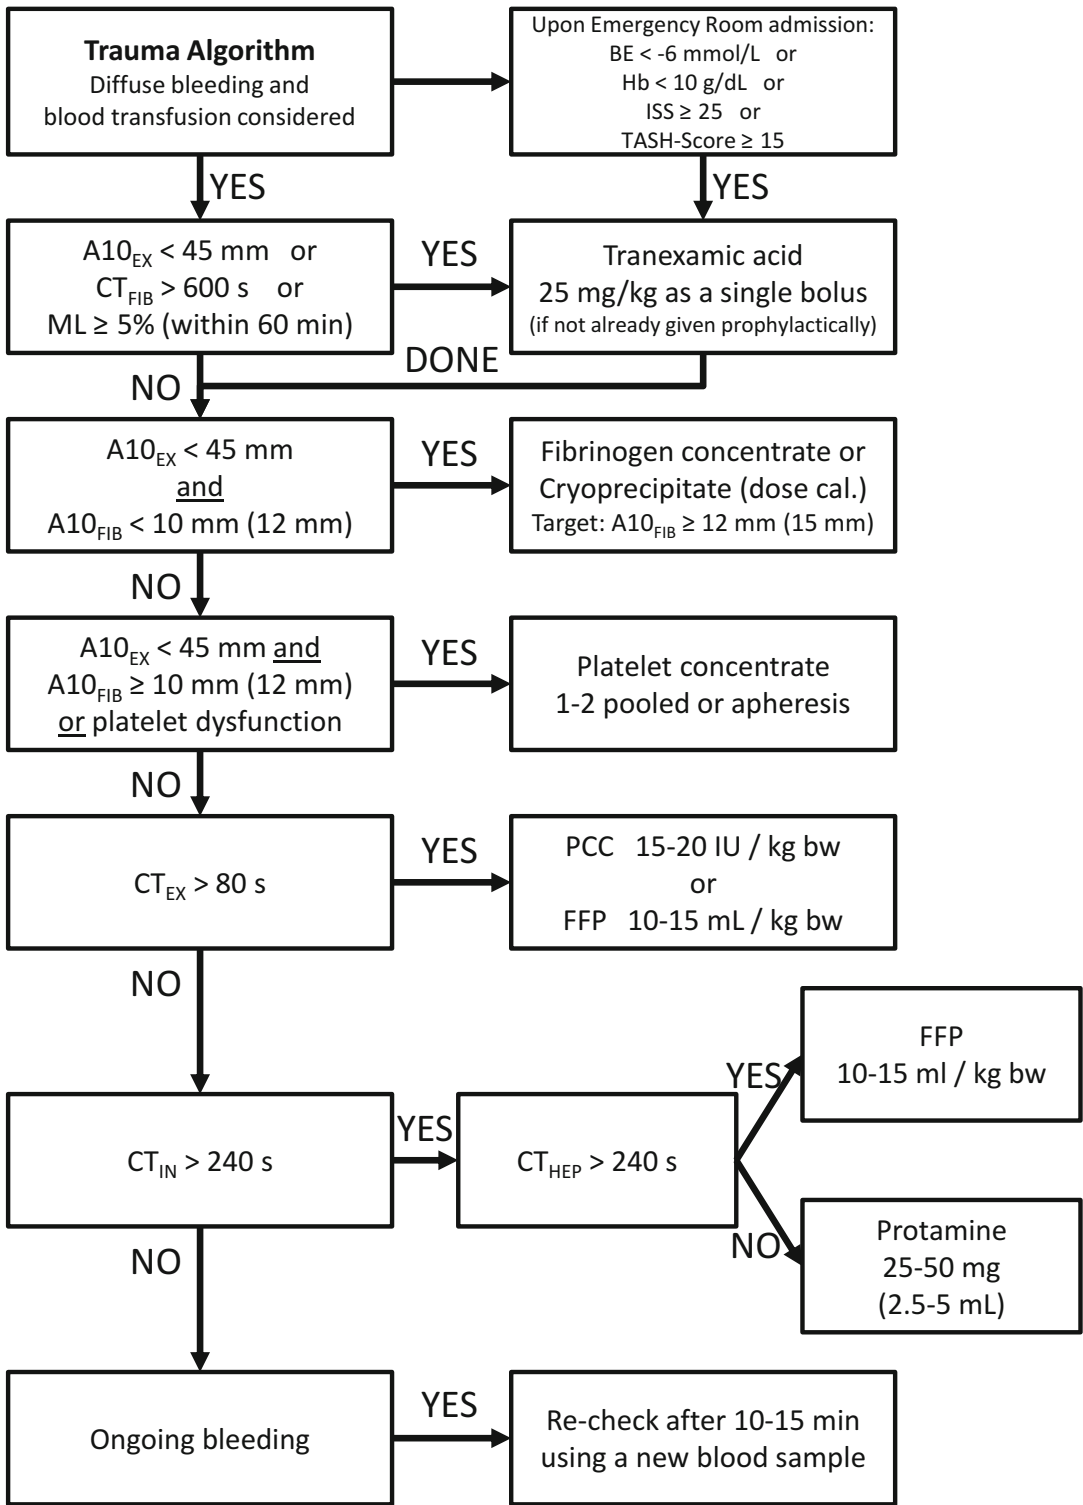 Trauma Algorithm
Diffuse bleeding and
blood transfusion considered
Upon Emergency Room admission:
BE < -6 mmol/L or
Hb < 10 g/dL or
ISS ≥ 25 or
TASH-Score ≥ 15
YES
YES
A10EX < 45 mm or
CTFIB > 600 s or
ML ≥ 5% (within 60 min)
YES
Tranexamic acid
25 mg/kg as a single bolus
(if not already given prophylactically)
DONE
NO
A10EX < 45 mm
and
A10FIB < 10 mm (12 mm)
YES
Fibrinogen concentrate or
Cryoprecipitate (dose cal.)
Target: A10FIB ≥ 12 mm (15 mm)
NO
A10EX < 45 mm and
A10FIB ≥ 10 mm (12 mm)
or platelet dysfunction
YES
Platelet concentrate
1-2 pooled or apheresis
NO
CTEX > 80 s
YES
PCC 15-20 IU / kg bw
or
FFP 10-15 mL / kg bw
NO
CTIN > 240 s
YES
CTHEP > 240 s
YES
FFP
10-15 ml / kg bw
NO
Protamine
25-50 mg
(2.5-5 mL)
NO
Ongoing bleeding
YES
Re-check after 10-15 min
using a new blood sample